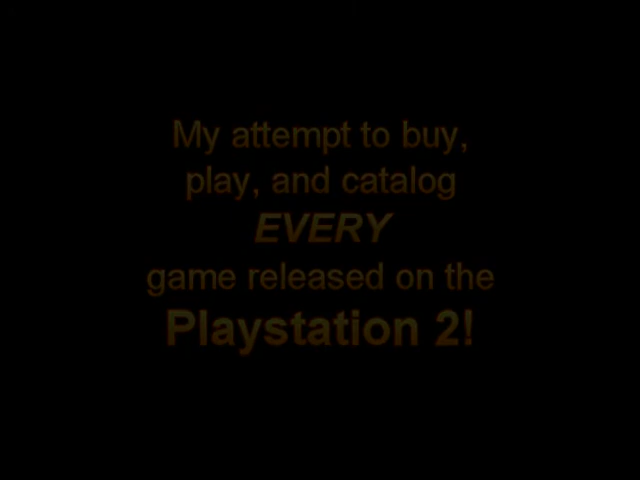 My attempt to buy,
play, and catalog
EVERY
game released on the
Playstation 2!